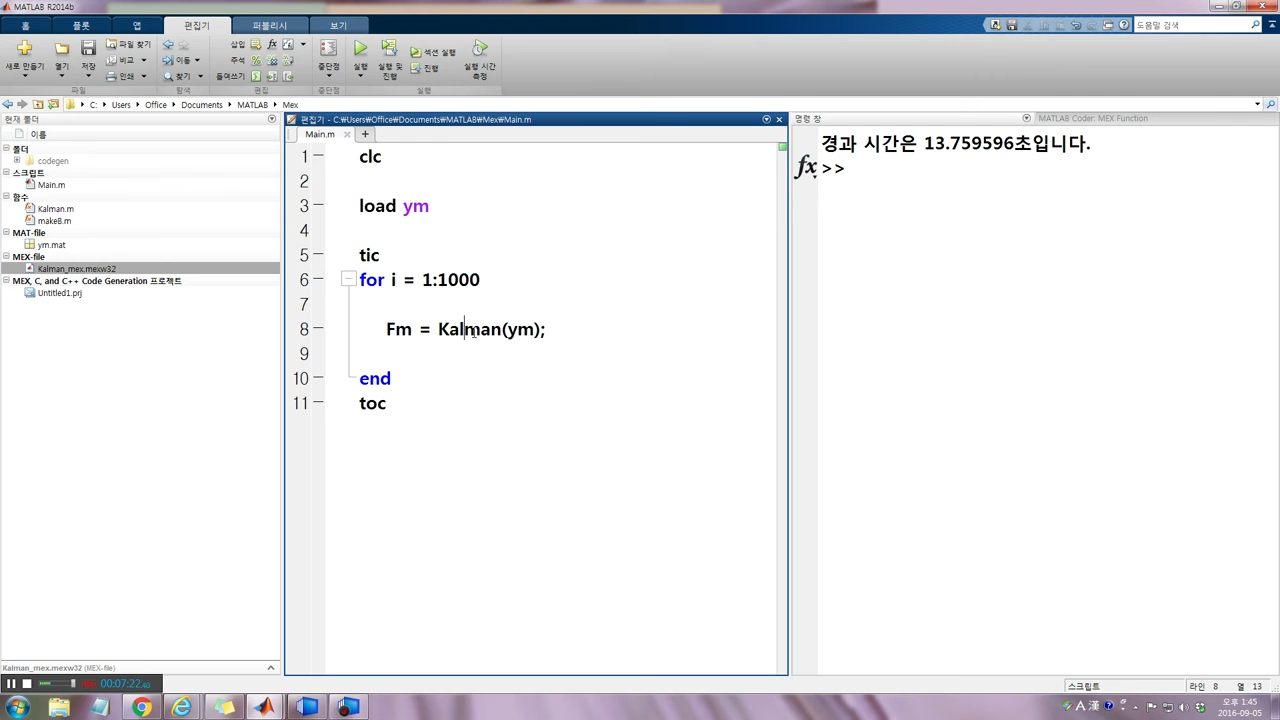 MATLAB R2014b
홈 플롯 앱 편집기 퍼블리시 보기
도움말 검색
새로 만들기 열기 저장 파일 찾기 비교 인쇄
이동 찾기
삽입 주석 들여쓰기
중단점
실행 실행 및 진행 섹션 실행 진행 실행 시간 측정
파일 탐색 편집 중단점 실행
C: Users Office Documents MATLAB Mex
현재 폴더
이름
폴더
codegen
스크립트
Main.m
함수
Kalman.m
makeB.m
MAT-file
ym.mat
MEX-file
Kalman_mex.mexw32
MEX, C, and C++ Code Generation 프로젝트
Untitled1.prj
Kalman_mex.mexw32 (MEX-file)
00:07:22
편집기 - C:₩Users₩Office₩Documents₩MATLAB₩Mex₩Main.m
Main.m
1 clc
2
3 load ym
4
5 tic
6 for i = 1:1000
7
8 Fm = Kalman(ym);
9
10 end
11 toc
명령 창
MATLAB Coder: MEX Function
경과 시간은 13.759596초입니다.
fx >>
스크립트 라인 8 열 13
A 漢
오후 1:45
2016-09-05